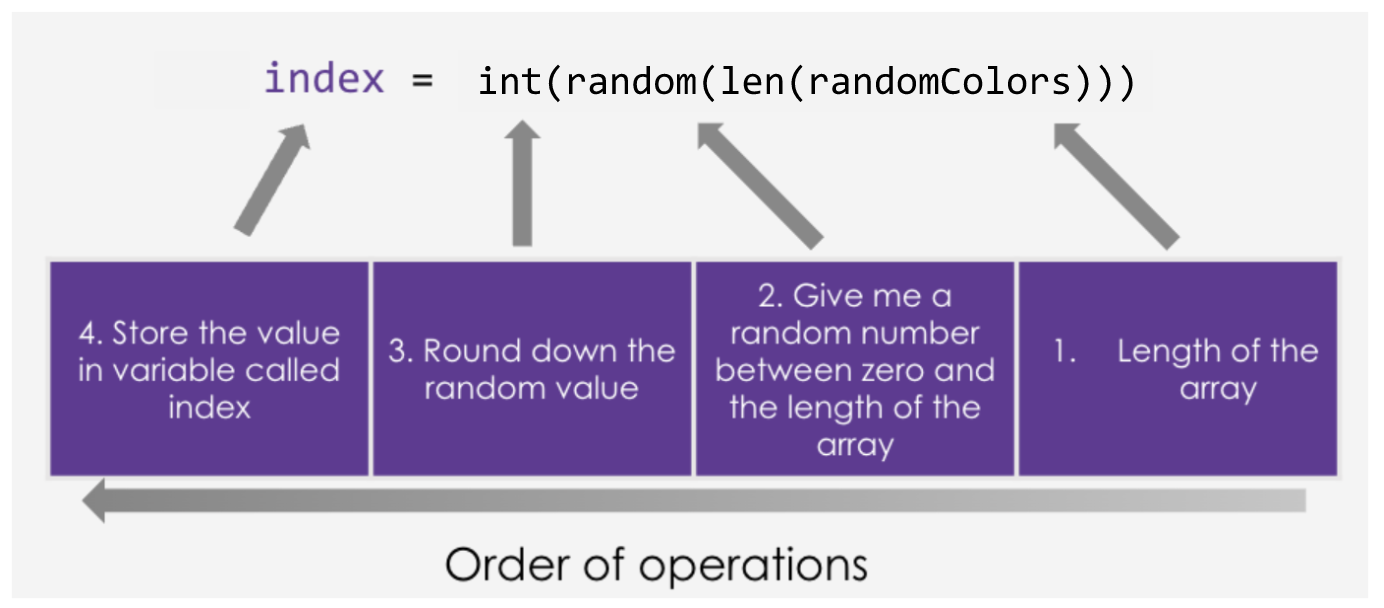 index = int(random(len(randomColors)))
4. Store the value
in variable called
index
3. Round down the
random value
2. Give me a
random number
between zero and
the length of the
array
1. Length of the
array
Order of operations